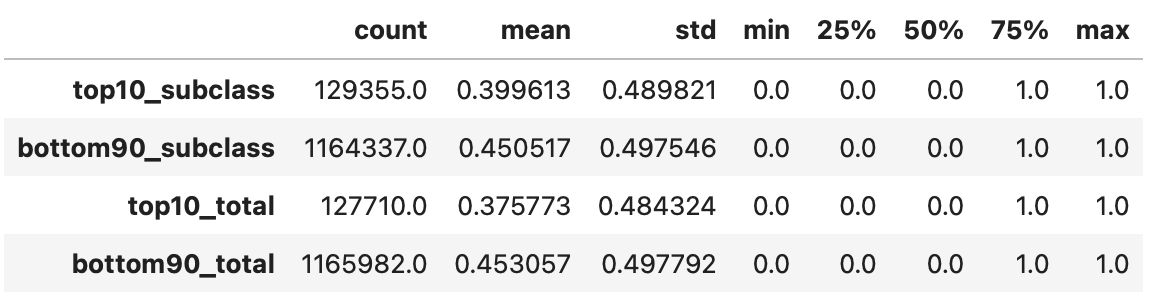 count mean std min 25% 50% 75% max
top10_subclass 129355.0 0.399613 0.489821 0.0 0.0 0.0 1.0 1.0
bottom90_subclass 1164337.0 0.450517 0.497546 0.0 0.0 0.0 1.0 1.0
top10_total 127710.0 0.375773 0.484324 0.0 0.0 0.0 1.0 1.0
bottom90_total 1165982.0 0.453057 0.497792 0.0 0.0 0.0 1.0 1.0